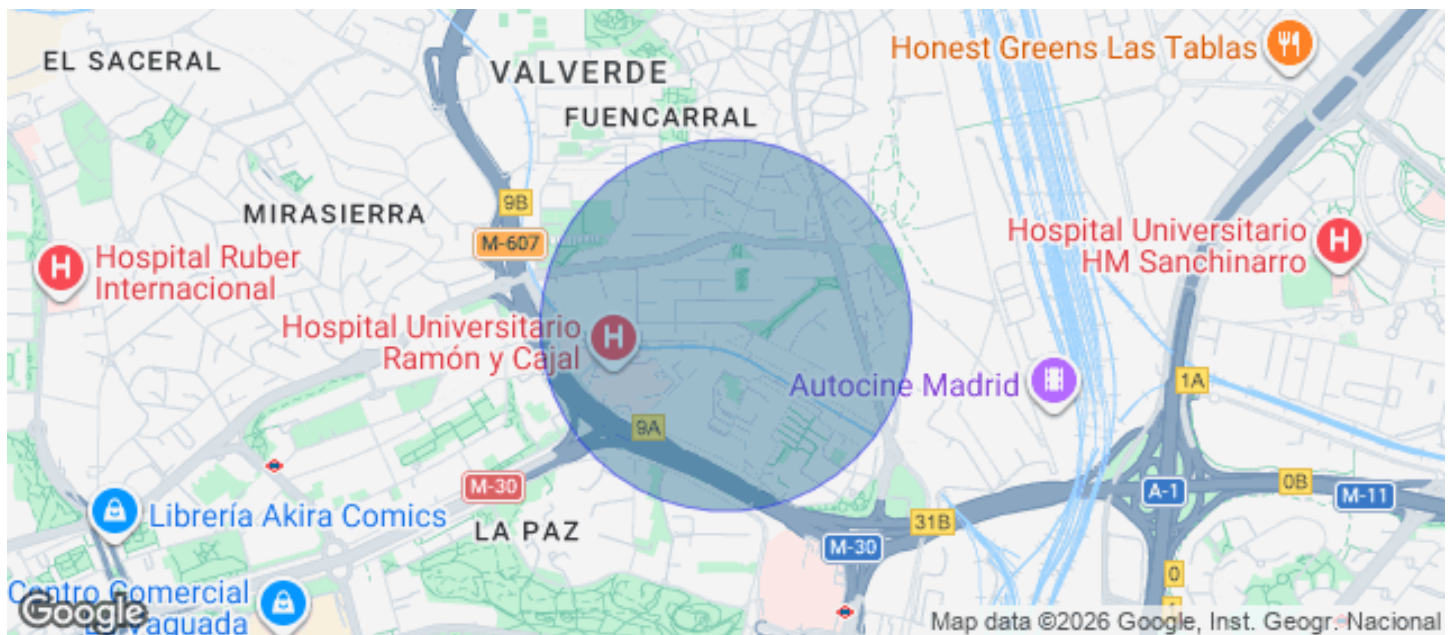 Honest Greens Las Tablas
EL SACERAL
VALVERDE
FUENCARRAL
9B
MIRASIERRA
M-607
Hospital Universitario
HM Sanchinarro
Hospital Ruber
Internacional
Hospital Universitario
Ramón y Cajal
Autocine Madrid
1A
9A
M-30
A-1
0B
M-11
Librería Akira Comics
LA PAZ
31B
M-30
0
Centro Comercial
Google
Map data ©2026 Google, Inst. Geogr. Nacional